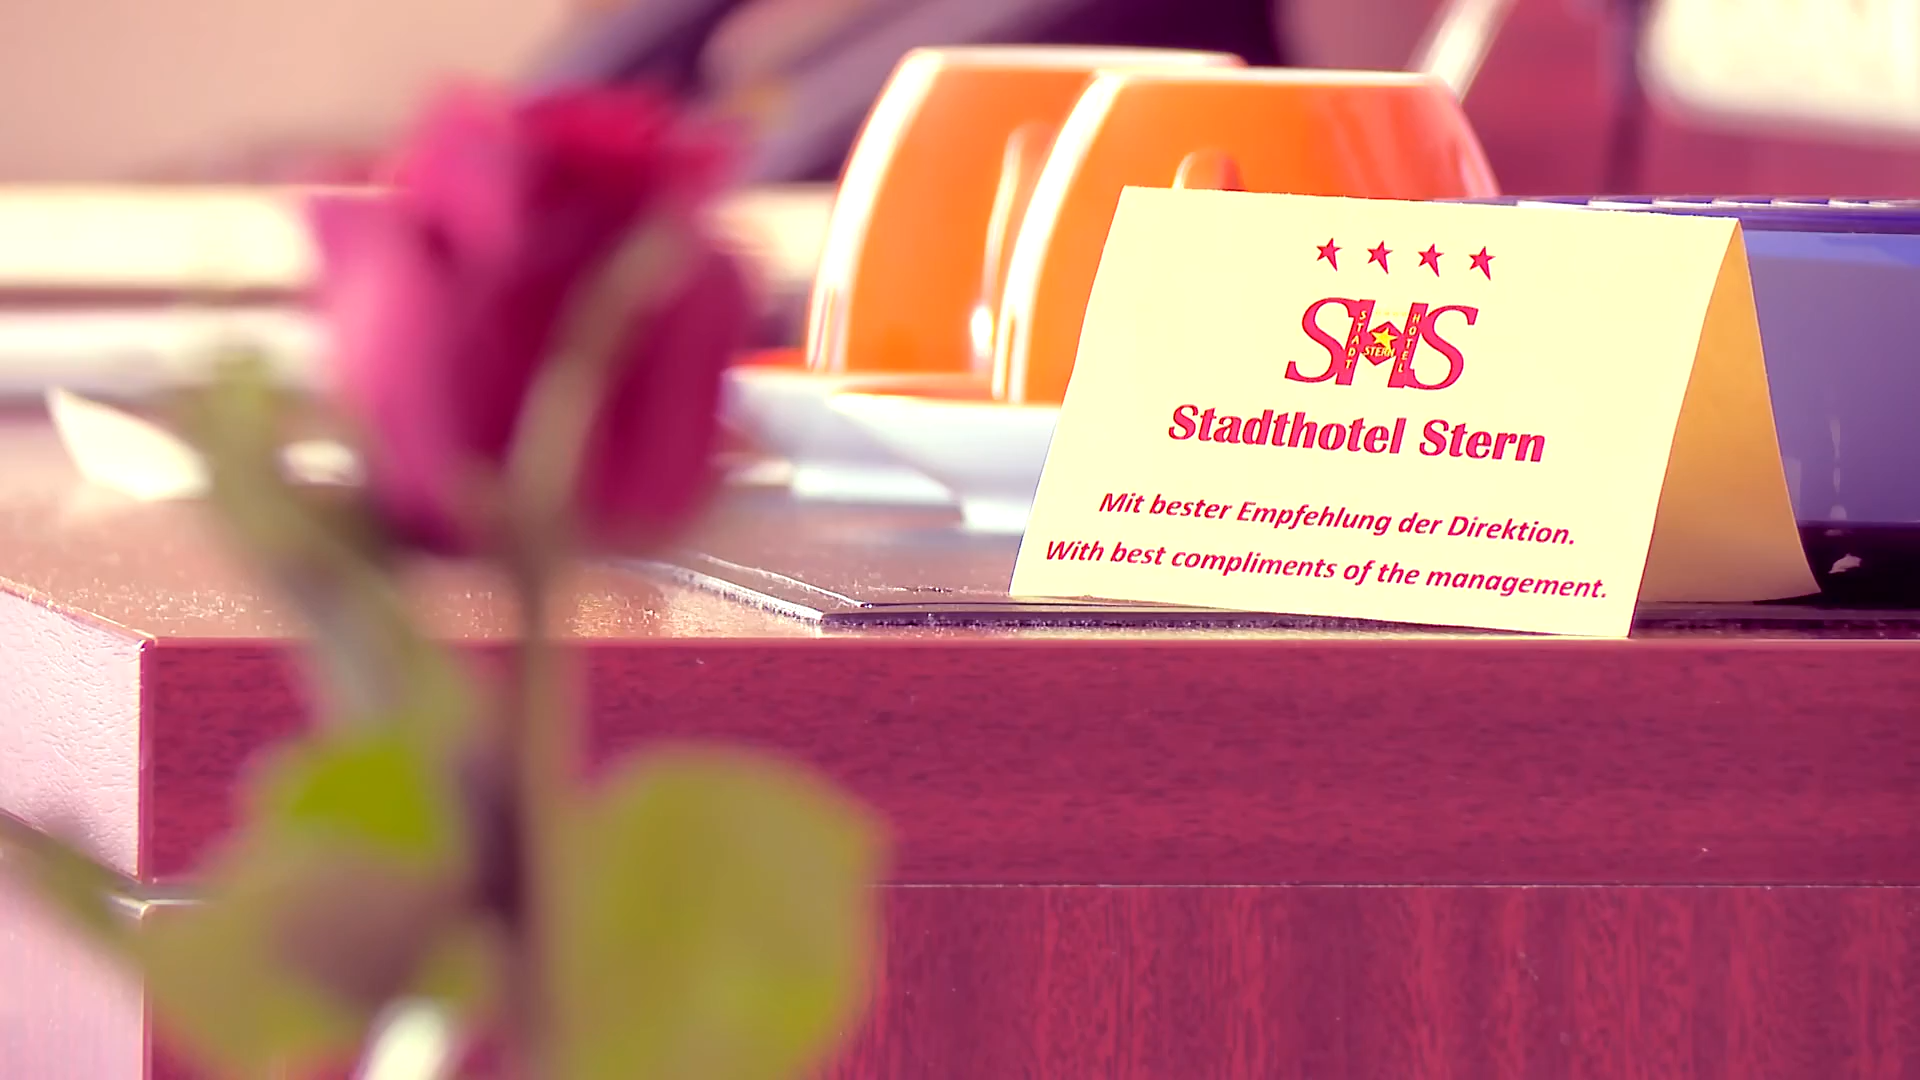 ★ ★ ★ ★
SHS
STADT HOTEL
STERN
Stadthotel Stern
Mit bester Empfehlung der Direktion.
With best compliments of the management.